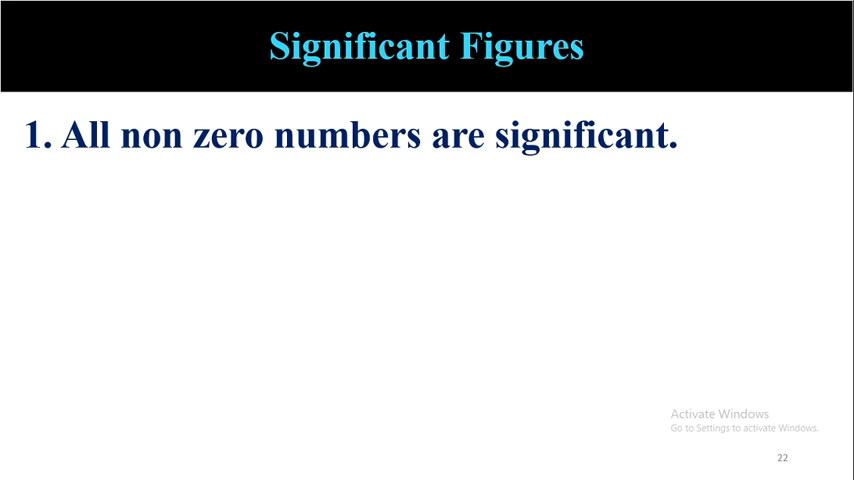 Significant Figures
1. All non zero numbers are significant.
Activate Windows
Go to Settings to activate Windows.
22